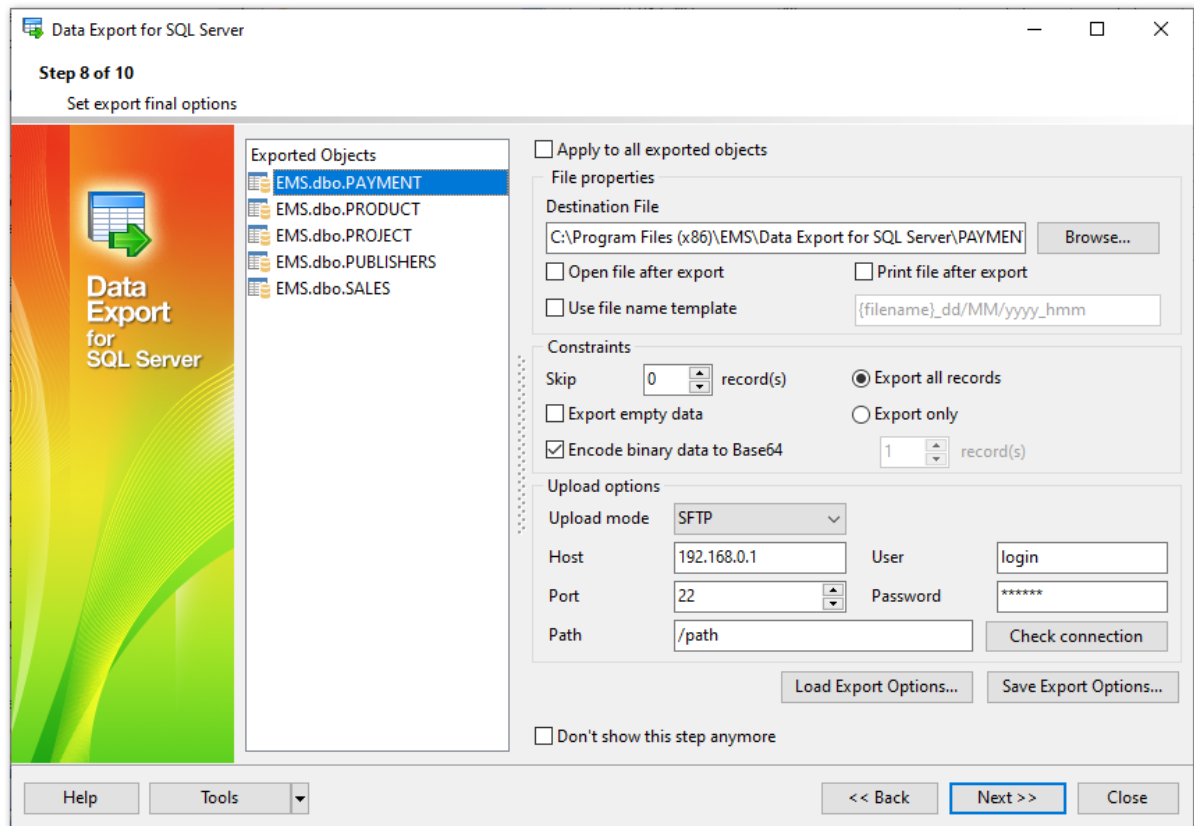 Data Export for SQL Server
Step 8 of 10
Set export final options
Data
Export
for
SQL Server
Exported Objects
EMS.dbo.PAYMENT
EMS.dbo.PRODUCT
EMS.dbo.PROJECT
EMS.dbo.PUBLISHERS
EMS.dbo.SALES
Apply to all exported objects
File properties
Destination File
C:\Program Files (x86)\EMS\Data Export for SQL Server\PAYMEN
Browse...
Open file after export
Print file after export
Use file name template
{filename}_dd/MM/yyyy_hmm
Constraints
Skip 0 record(s)
Export all records
Export empty data
Export only
Encode binary data to Base64
1 record(s)
Upload options
Upload mode SFTP
Host 192.168.0.1 User login
Port 22 Password ******
Path /path Check connection
Load Export Options... Save Export Options...
Don't show this step anymore
Help Tools << Back Next >> Close